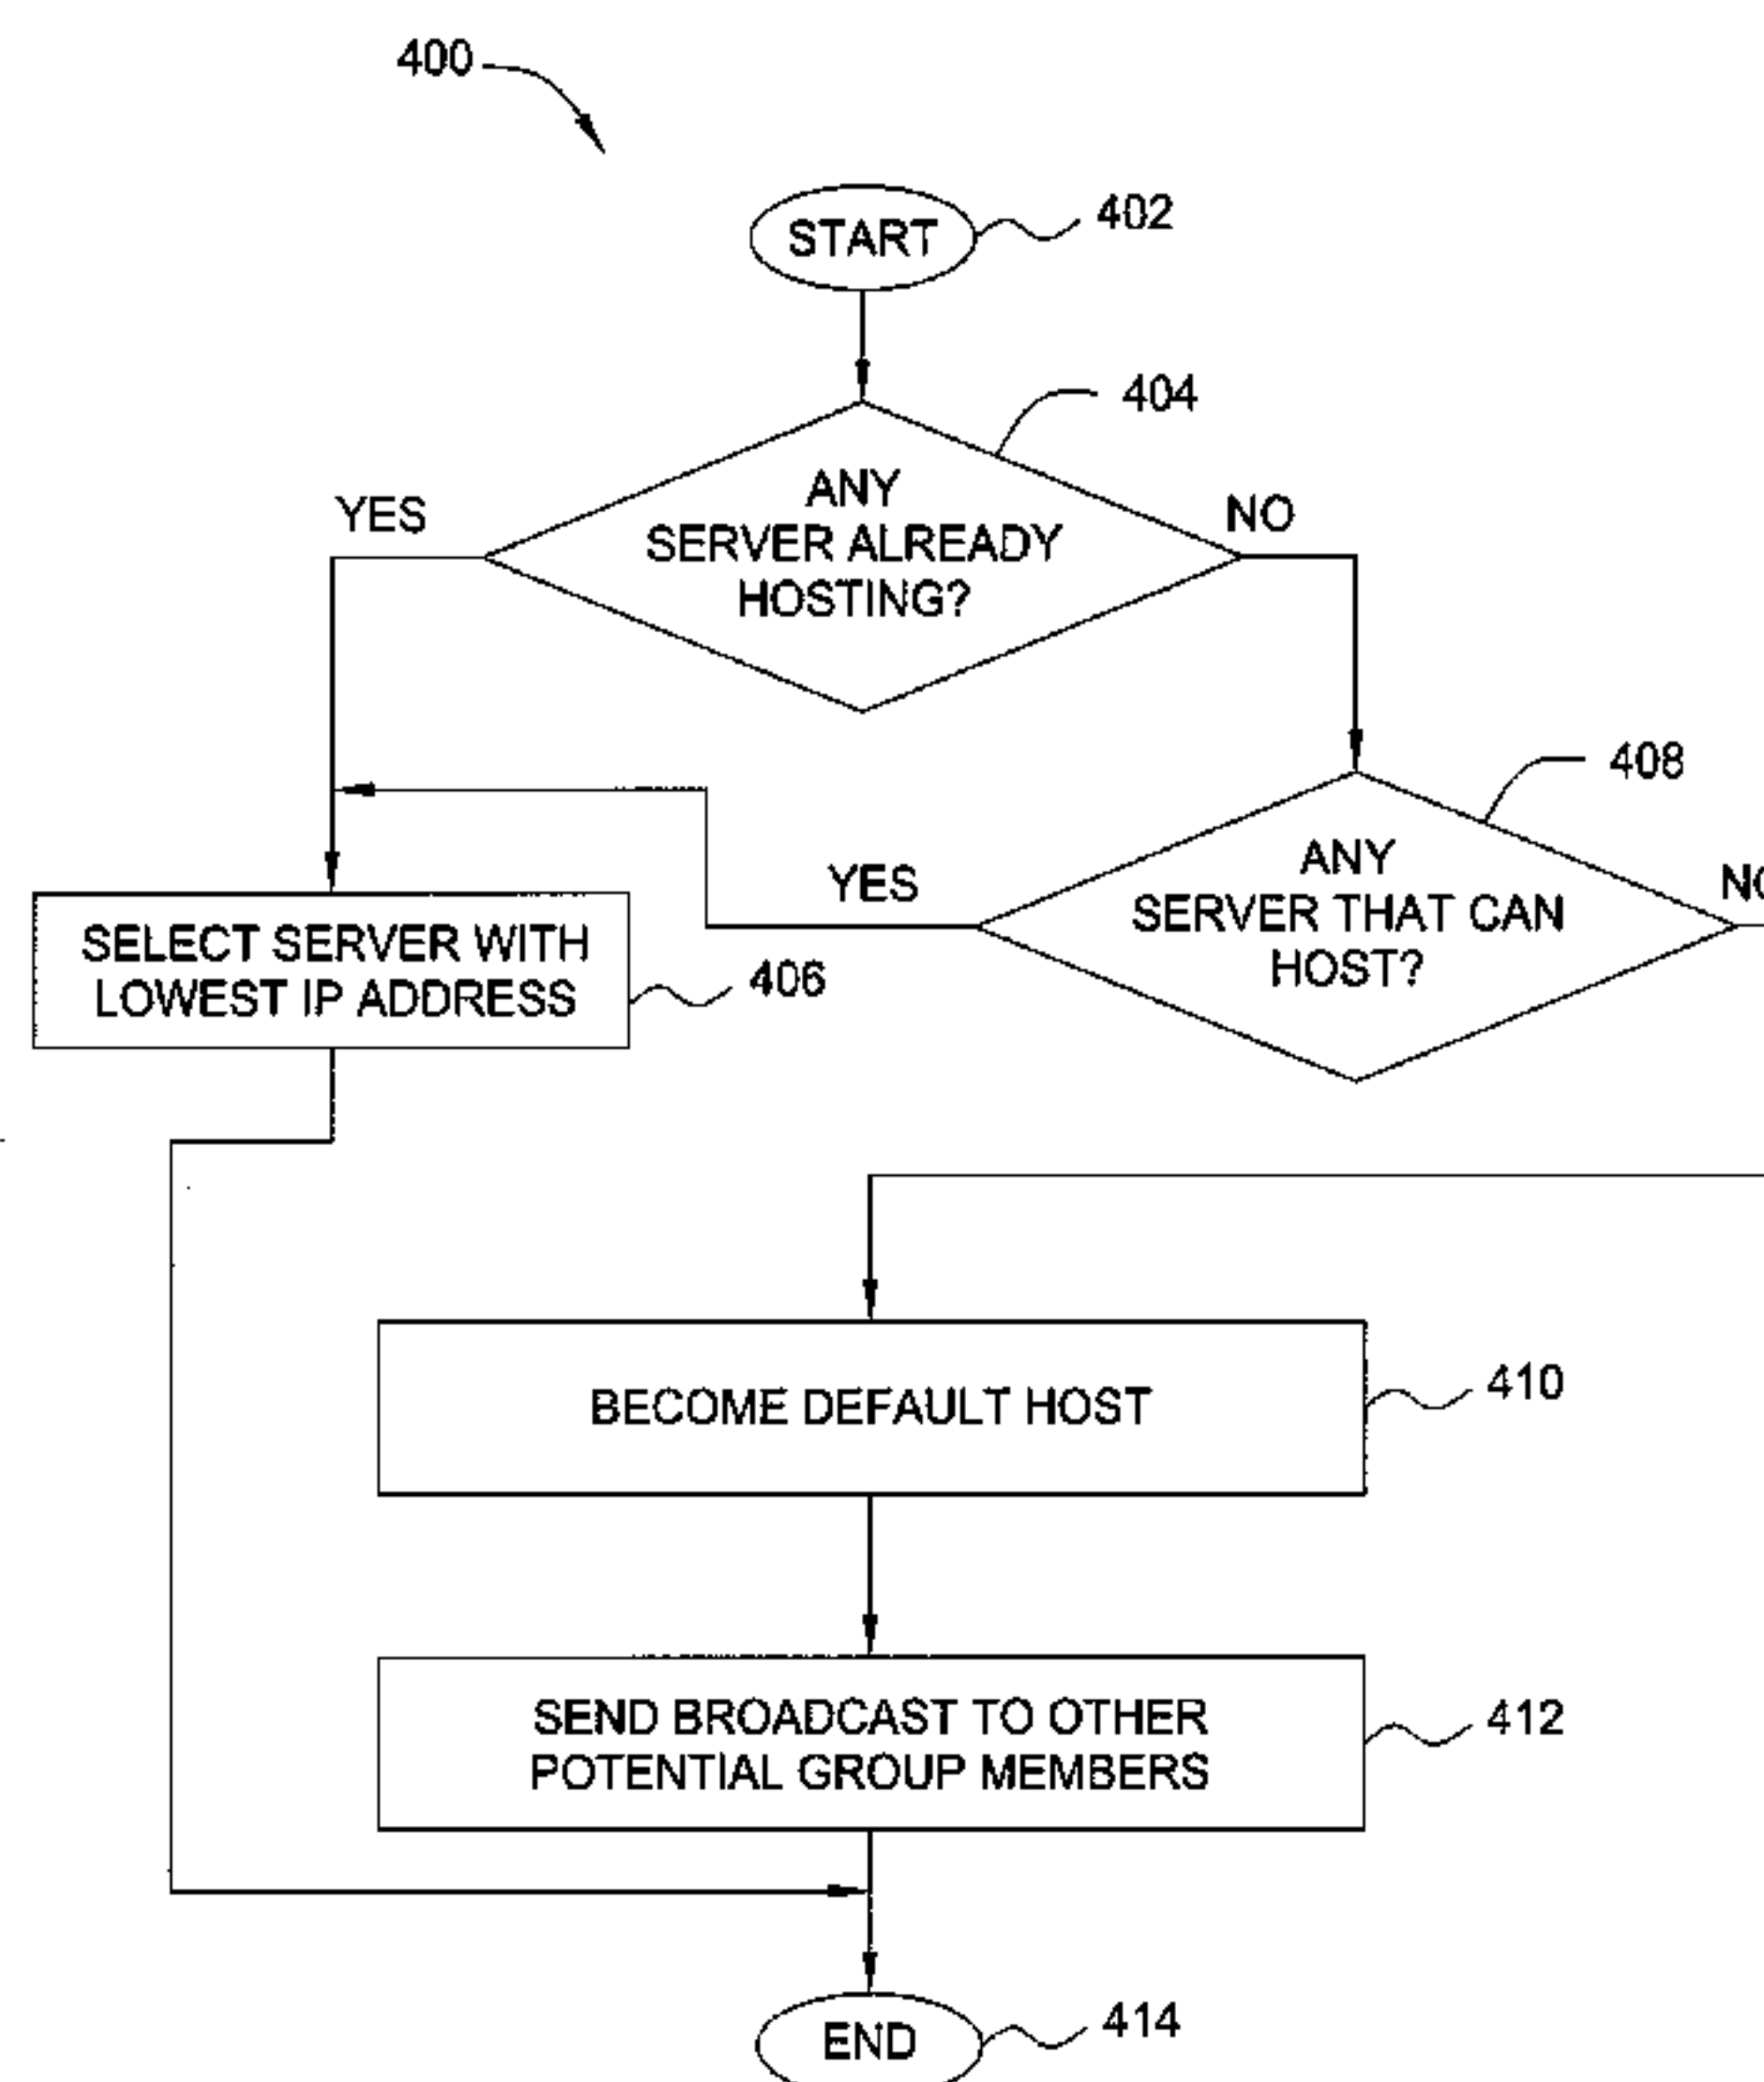 400
START
402
404
ANY
SERVER ALREADY
HOSTING?
YES
NO
408
ANY
SERVER THAT CAN
HOST?
YES
NO
SELECT SERVER WITH
LOWEST IP ADDRESS
406
BECOME DEFAULT HOST
410
SEND BROADCAST TO OTHER
POTENTIAL GROUP MEMBERS
412
END
414